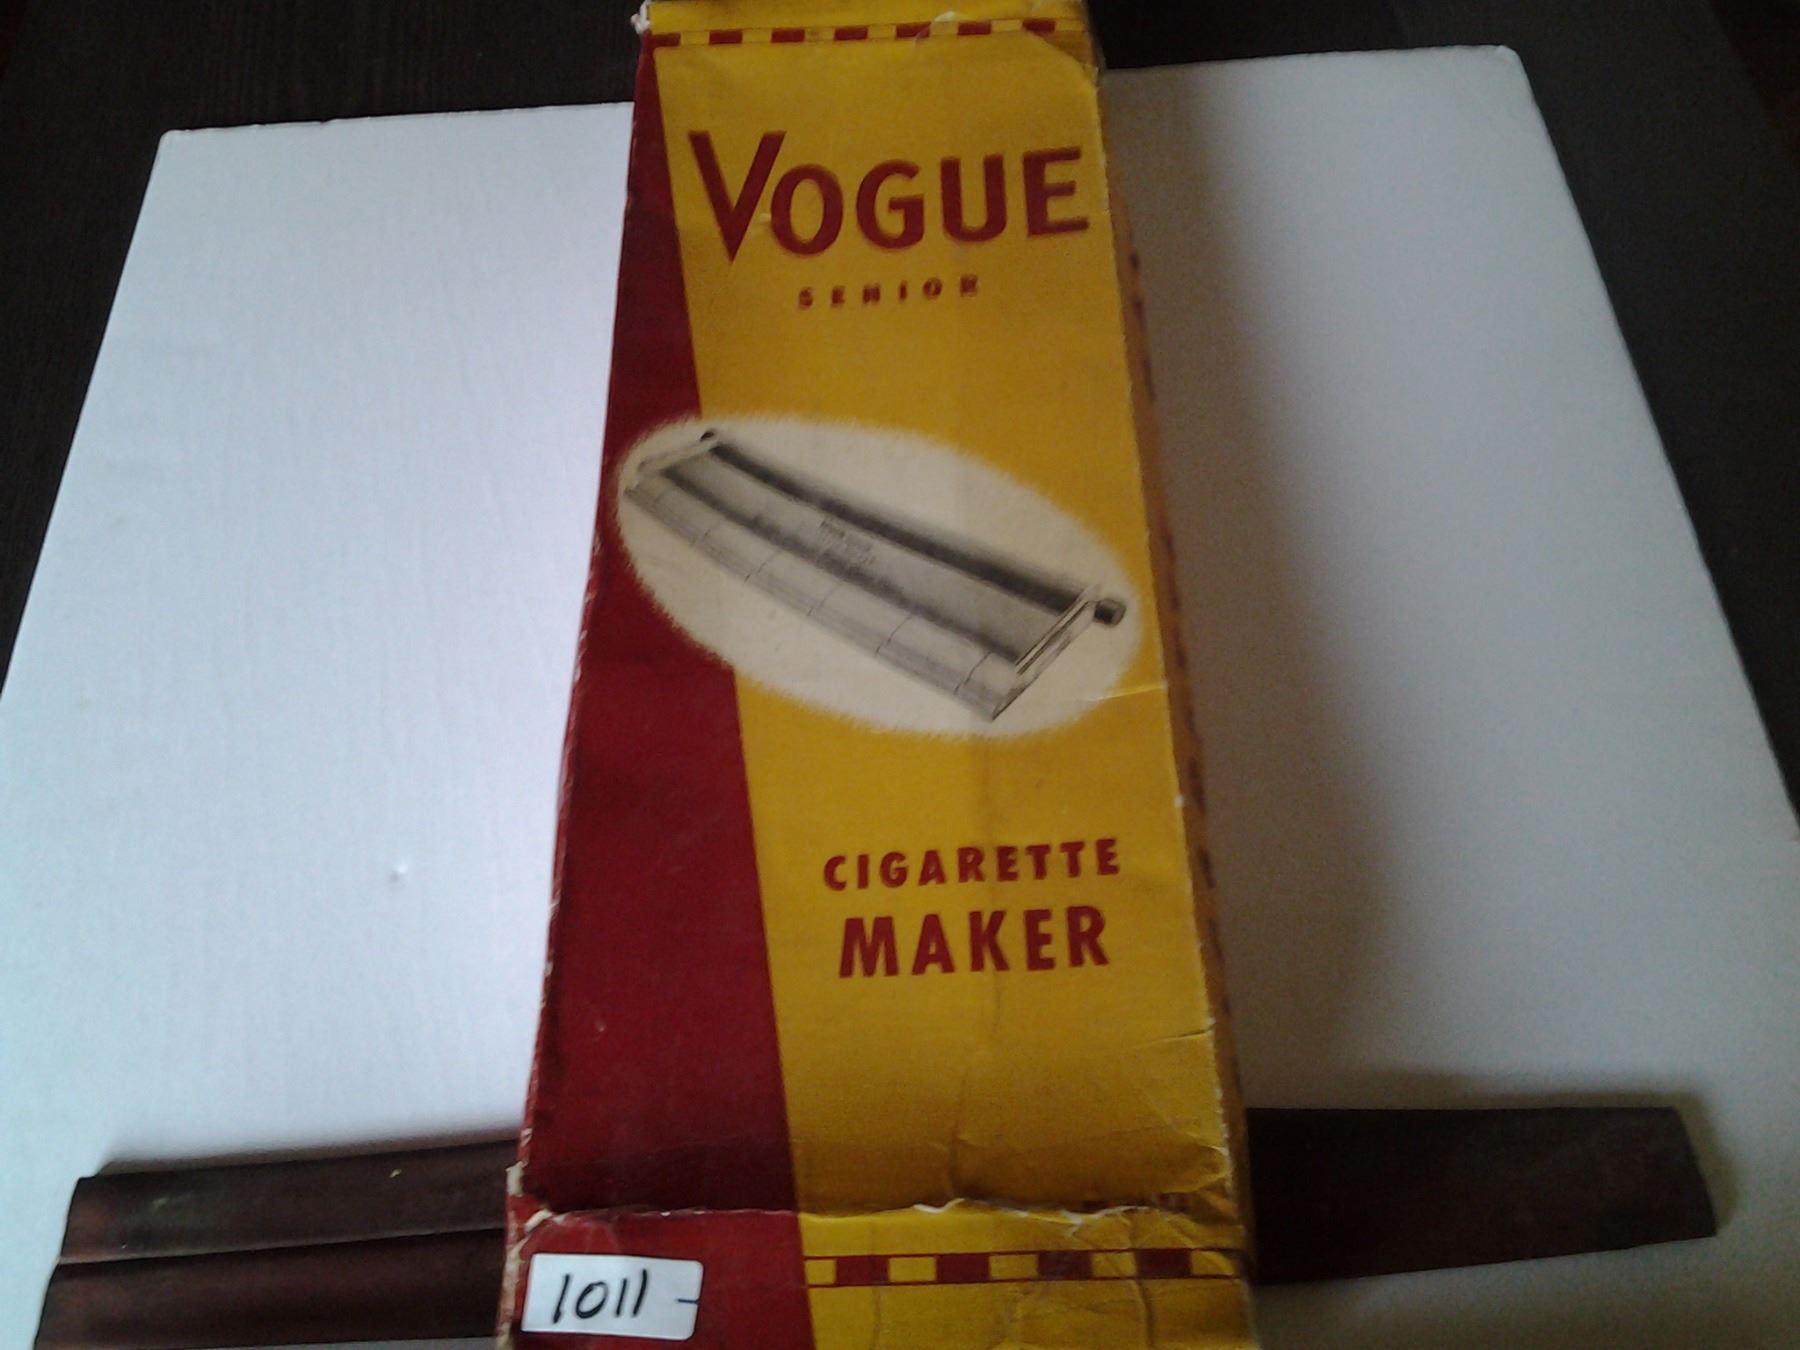 VOGUE
SENIOR
CIGARETTE
MAKER
1011